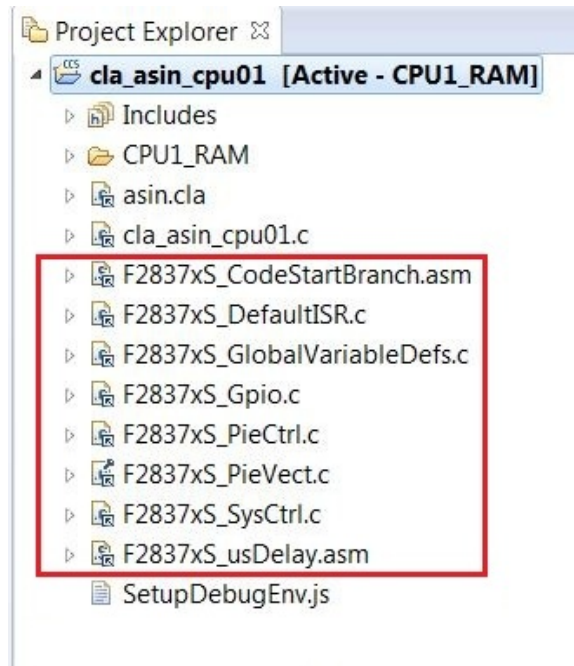 Project Explorer
cla_asin_cpu01 [Active - CPU1_RAM]
Includes
CPU1_RAM
asin.cla
cla_asin_cpu01.c
F2837xS_CodeStartBranch.asm
F2837xS_DefaultISR.c
F2837xS_GlobalVariableDefs.c
F2837xS_Gpio.c
F2837xS_PieCtrl.c
F2837xS_PieVect.c
F2837xS_SysCtrl.c
F2837xS_usDelay.asm
SetupDebugEnv.js